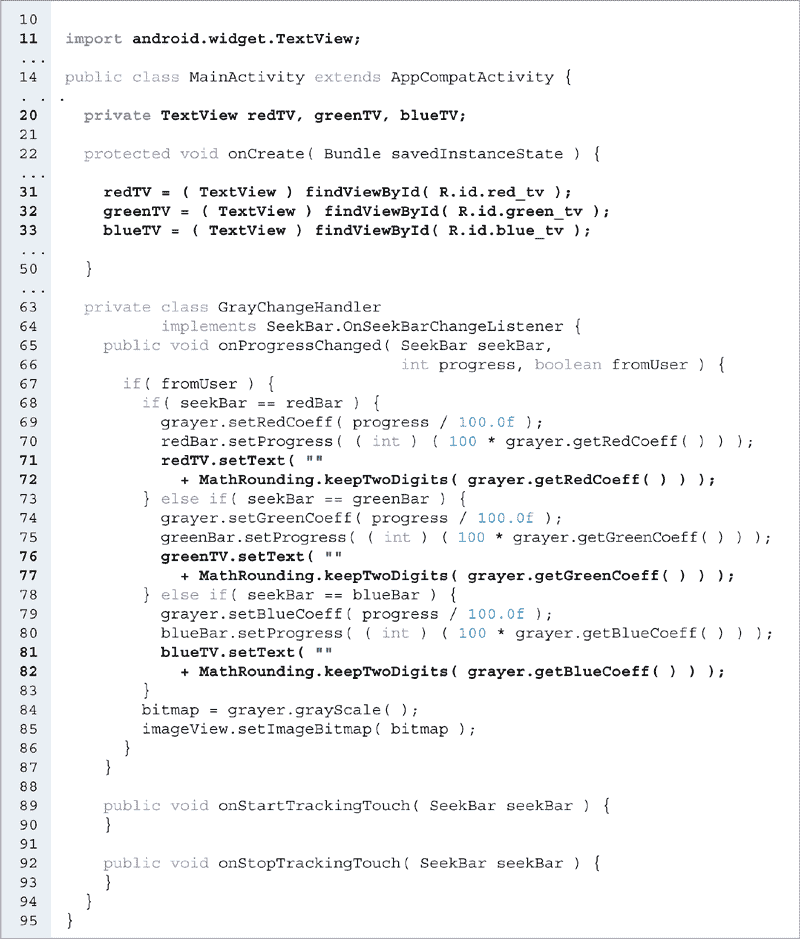 10
11 import android.widget.TextView;
...
14 public class MainActivity extends AppCompatActivity {
. . .
20 private TextView redTV, greenTV, blueTV;
21
22 protected void onCreate( Bundle savedInstanceState ) {
...
31 redTV = ( TextView ) findViewById( R.id.red_tv );
32 greenTV = ( TextView ) findViewById( R.id.green_tv );
33 blueTV = ( TextView ) findViewById( R.id.blue_tv );
...
50 }
...
63 private class GrayChangeHandler
64 implements SeekBar.OnSeekBarChangeListener {
65 public void onProgressChanged( SeekBar seekBar,
66 int progress, boolean fromUser ) {
67 if( fromUser ) {
68 if( seekBar == redBar ) {
69 grayer.setRedCoeff( progress / 100.0f );
70 redBar.setProgress( ( int ) ( 100 * grayer.getRedCoeff( ) ) );
71 redTV.setText( ""
72 + MathRounding.keepTwoDigits( grayer.getRedCoeff( ) ) );
73 } else if( seekBar == greenBar ) {
74 grayer.setGreenCoeff( progress / 100.0f );
75 greenBar.setProgress( ( int ) ( 100 * grayer.getGreenCoeff( ) ) );
76 greenTV.setText( ""
77 + MathRounding.keepTwoDigits( grayer.getGreenCoeff( ) ) );
78 } else if( seekBar == blueBar ) {
79 grayer.setBlueCoeff( progress / 100.0f );
80 blueBar.setProgress( ( int ) ( 100 * grayer.getBlueCoeff( ) ) );
81 blueTV.setText( ""
82 + MathRounding.keepTwoDigits( grayer.getBlueCoeff( ) ) );
83 }
84 bitmap = grayer.grayScale( );
85 imageView.setImageBitmap( bitmap );
86 }
87 }
88
89 public void onStartTrackingTouch( SeekBar seekBar ) {
90 }
91
92 public void onStopTrackingTouch( SeekBar seekBar ) {
93 }
94 }
95 }